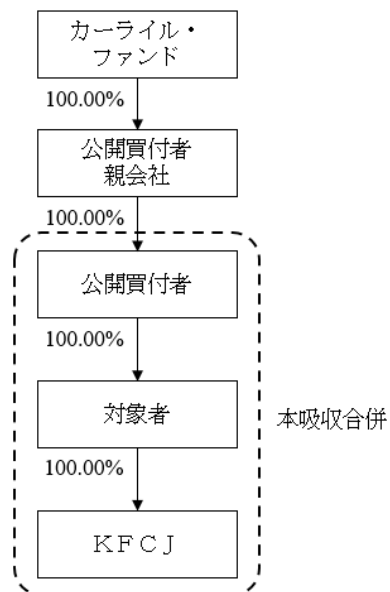 カーライル・
ファンド
100.00%
公開買付者
親会社
100.00%
公開買付者
100.00%
対象者
本吸収合併
100.00%
ＫＦＣＪ